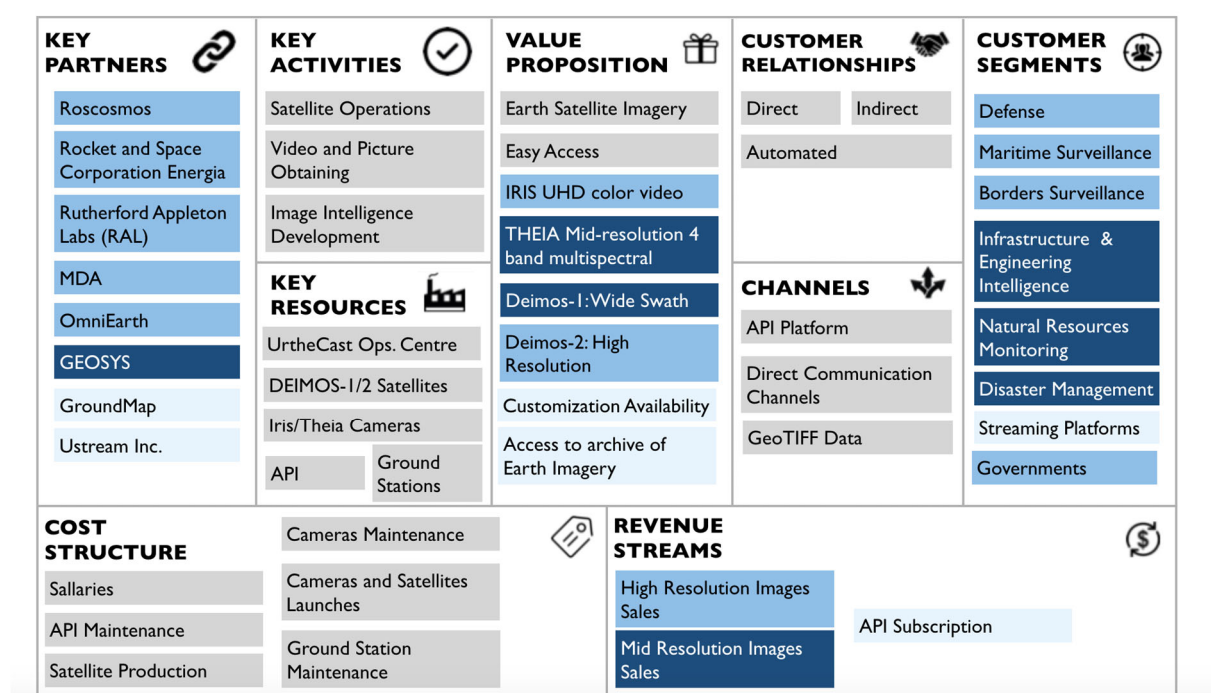 KEY
PARTNERS
Roscosmos
Rocket and Space
Corporation Energia
Rutherford Appleton
Labs (RAL)
MDA
OmniEarth
GEOSYS
GroundMap
Ustream Inc.
KEY
ACTIVITIES
Satellite Operations
Video and Picture
Obtaining
Image Intelligence
Development
KEY
RESOURCES
UrtheCast Ops. Centre
DEIMOS-1/2 Satellites
Iris/Theia Cameras
API
Ground
Stations
VALUE
PROPOSITION
Earth Satellite Imagery
Easy Access
IRIS UHD color video
THEIA Mid-resolution 4
band multispectral
Deimos-1: Wide Swath
Deimos-2: High
Resolution
Customization Availability
Access to archive of
Earth Imagery
CUSTOMER
RELATIONSHIPS
Direct
Indirect
Automated
CHANNELS
API Platform
Direct Communication
Channels
GeoTIFF Data
CUSTOMER
SEGMENTS
Defense
Maritime Surveillance
Borders Surveillance
Infrastructure &
Engineering
Intelligence
Natural Resources
Monitoring
Disaster Management
Streaming Platforms
Governments
COST
STRUCTURE
Sallaries
API Maintenance
Satellite Production
Cameras Maintenance
Cameras and Satellites
Launches
Ground Station
Maintenance
REVENUE
STREAMS
High Resolution Images
Sales
Mid Resolution Images
Sales
API Subscription
$